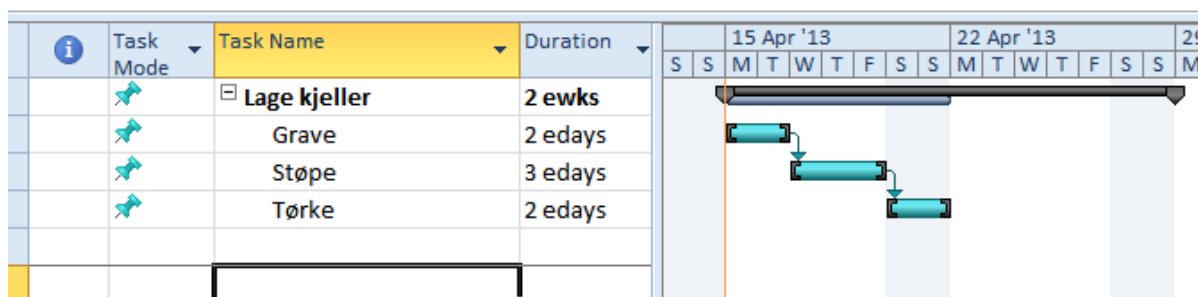 Task Mode Task Name Duration 15 Apr '13 22 Apr '13 29
S S M T W T F S S M T W T F S S M
Lage kjeller 2 ewks
Grave 2 edays
Støpe 3 edays
Tørke 2 edays